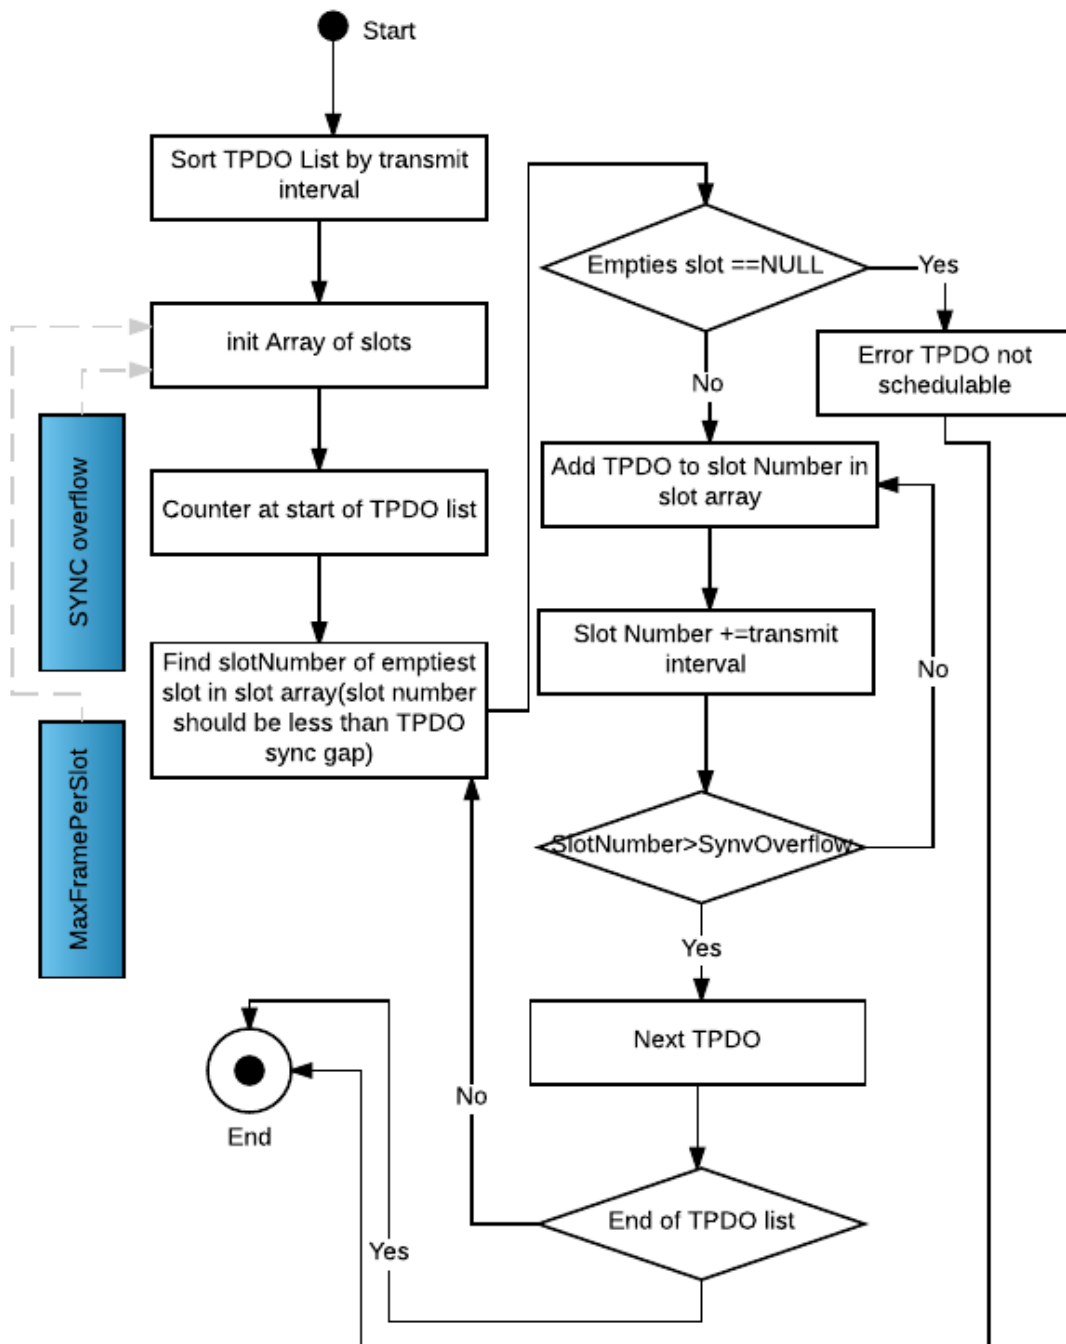 Start
Sort TPDO List by transmit
interval
init Array of slots
Counter at start of TPDO list
Find slotNumber of emptiest
slot in slot array(slot number
should be less than TPDO
sync gap)
SYNC overflow
MaxFramePerSlot
Empties slot ==NULL
Yes
Error TPDO not
schedulable
No
Add TPDO to slot Number in
slot array
Slot Number +=transmit
interval
No
SlotNumber>SynvOverflow
Yes
Next TPDO
No
End of TPDO list
Yes
End